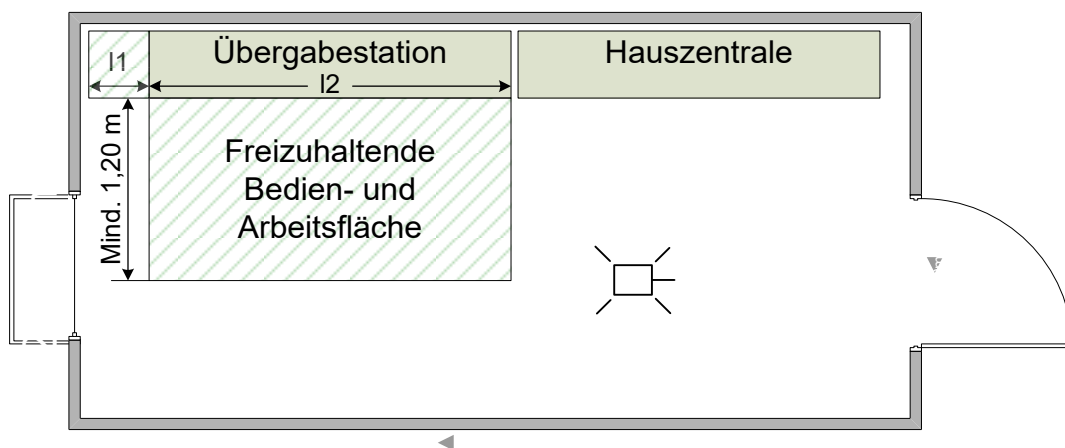 l1
Übergabestation
l2
Hauszentrale
Mind. 1,20 m
Freizuhaltende
Bedien- und
Arbeitsfläche